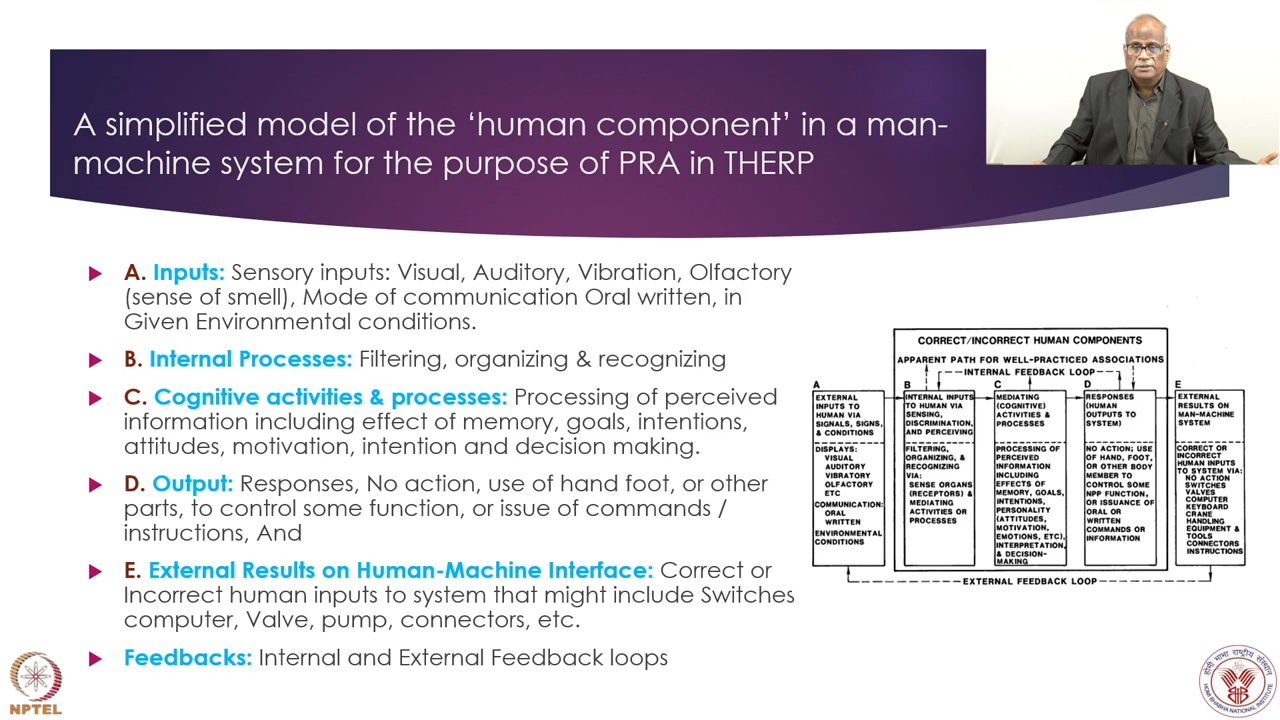 A simplified model of the ‘human component’ in a man-
machine system for the purpose of PRA in THERP
A. Inputs: Sensory inputs: Visual, Auditory, Vibration, Olfactory
(sense of smell), Mode of communication Oral written, in
Given Environmental conditions.
B. Internal Processes: Filtering, organizing & recognizing
C. Cognitive activities & processes: Processing of perceived
information including effect of memory, goals, intentions,
attitudes, motivation, intention and decision making.
D. Output: Responses, No action, use of hand foot, or other
parts, to control some function, or issue of commands /
instructions, And
E. External Results on Human-Machine Interface: Correct or
Incorrect human inputs to system that might include Switches
computer, Valve, pump, connectors, etc.
Feedbacks: Internal and External Feedback loops
CORRECT/INCORRECT HUMAN COMPONENTS
APPARENT PATH FOR WELL-PRACTICED ASSOCIATIONS
INTERNAL FEEDBACK LOOP
A
EXTERNAL
INPUTS TO
HUMAN VIA
SIGNALS, SIGNS,
& CONDITIONS
DISPLAYS:
VISUAL
AUDITORY
VIBRATORY
OLFACTORY
ETC
COMMUNICATION:
ORAL
WRITTEN
ENVIRONMENTAL
CONDITIONS
B
INTERNAL INPUTS
TO HUMAN VIA
SENSING,
DISCRIMINATION,
AND PERCEIVING
FILTERING,
ORGANIZING, &
RECOGNIZING
VIA:
SENSE ORGANS
(RECEPTORS) &
MEDIATING
ACTIVITIES OR
PROCESSES
C
MEDIATING
(COGNITIVE)
ACTIVITIES &
PROCESSES
PROCESSING OF
PERCEIVED
INFORMATION
INCLUDING
EFFECTS OF
MEMORY, GOALS,
INTENTIONS,
PERSONALITY
(ATTITUDES,
MOTIVATION,
EMOTIONS, ETC),
INTERPRETATION,
& DECISION-
MAKING
D
RESPONSES
(HUMAN
OUTPUTS TO
SYSTEM)
NO ACTION; USE
OF HAND, FOOT,
OR OTHER BODY
MEMBER TO
CONTROL SOME
NPP FUNCTION,
OR ISSUANCE OF
ORAL OR
WRITTEN
COMMANDS OR
INFORMATION
E
EXTERNAL
RESULTS ON
MAN-MACHINE
SYSTEM
CORRECT OR
INCORRECT
HUMAN INPUTS
TO SYSTEM VIA:
NO ACTION
SWITCHES
VALVES
COMPUTER
KEYBOARD
CRANE
HANDLING
EQUIPMENT &
TOOLS
CONNECTORS
INSTRUCTIONS
EXTERNAL FEEDBACK LOOP
NPTEL
होमी भाभा राष्ट्रीय संस्थान
HOMI BHABHA NATIONAL INSTITUTE